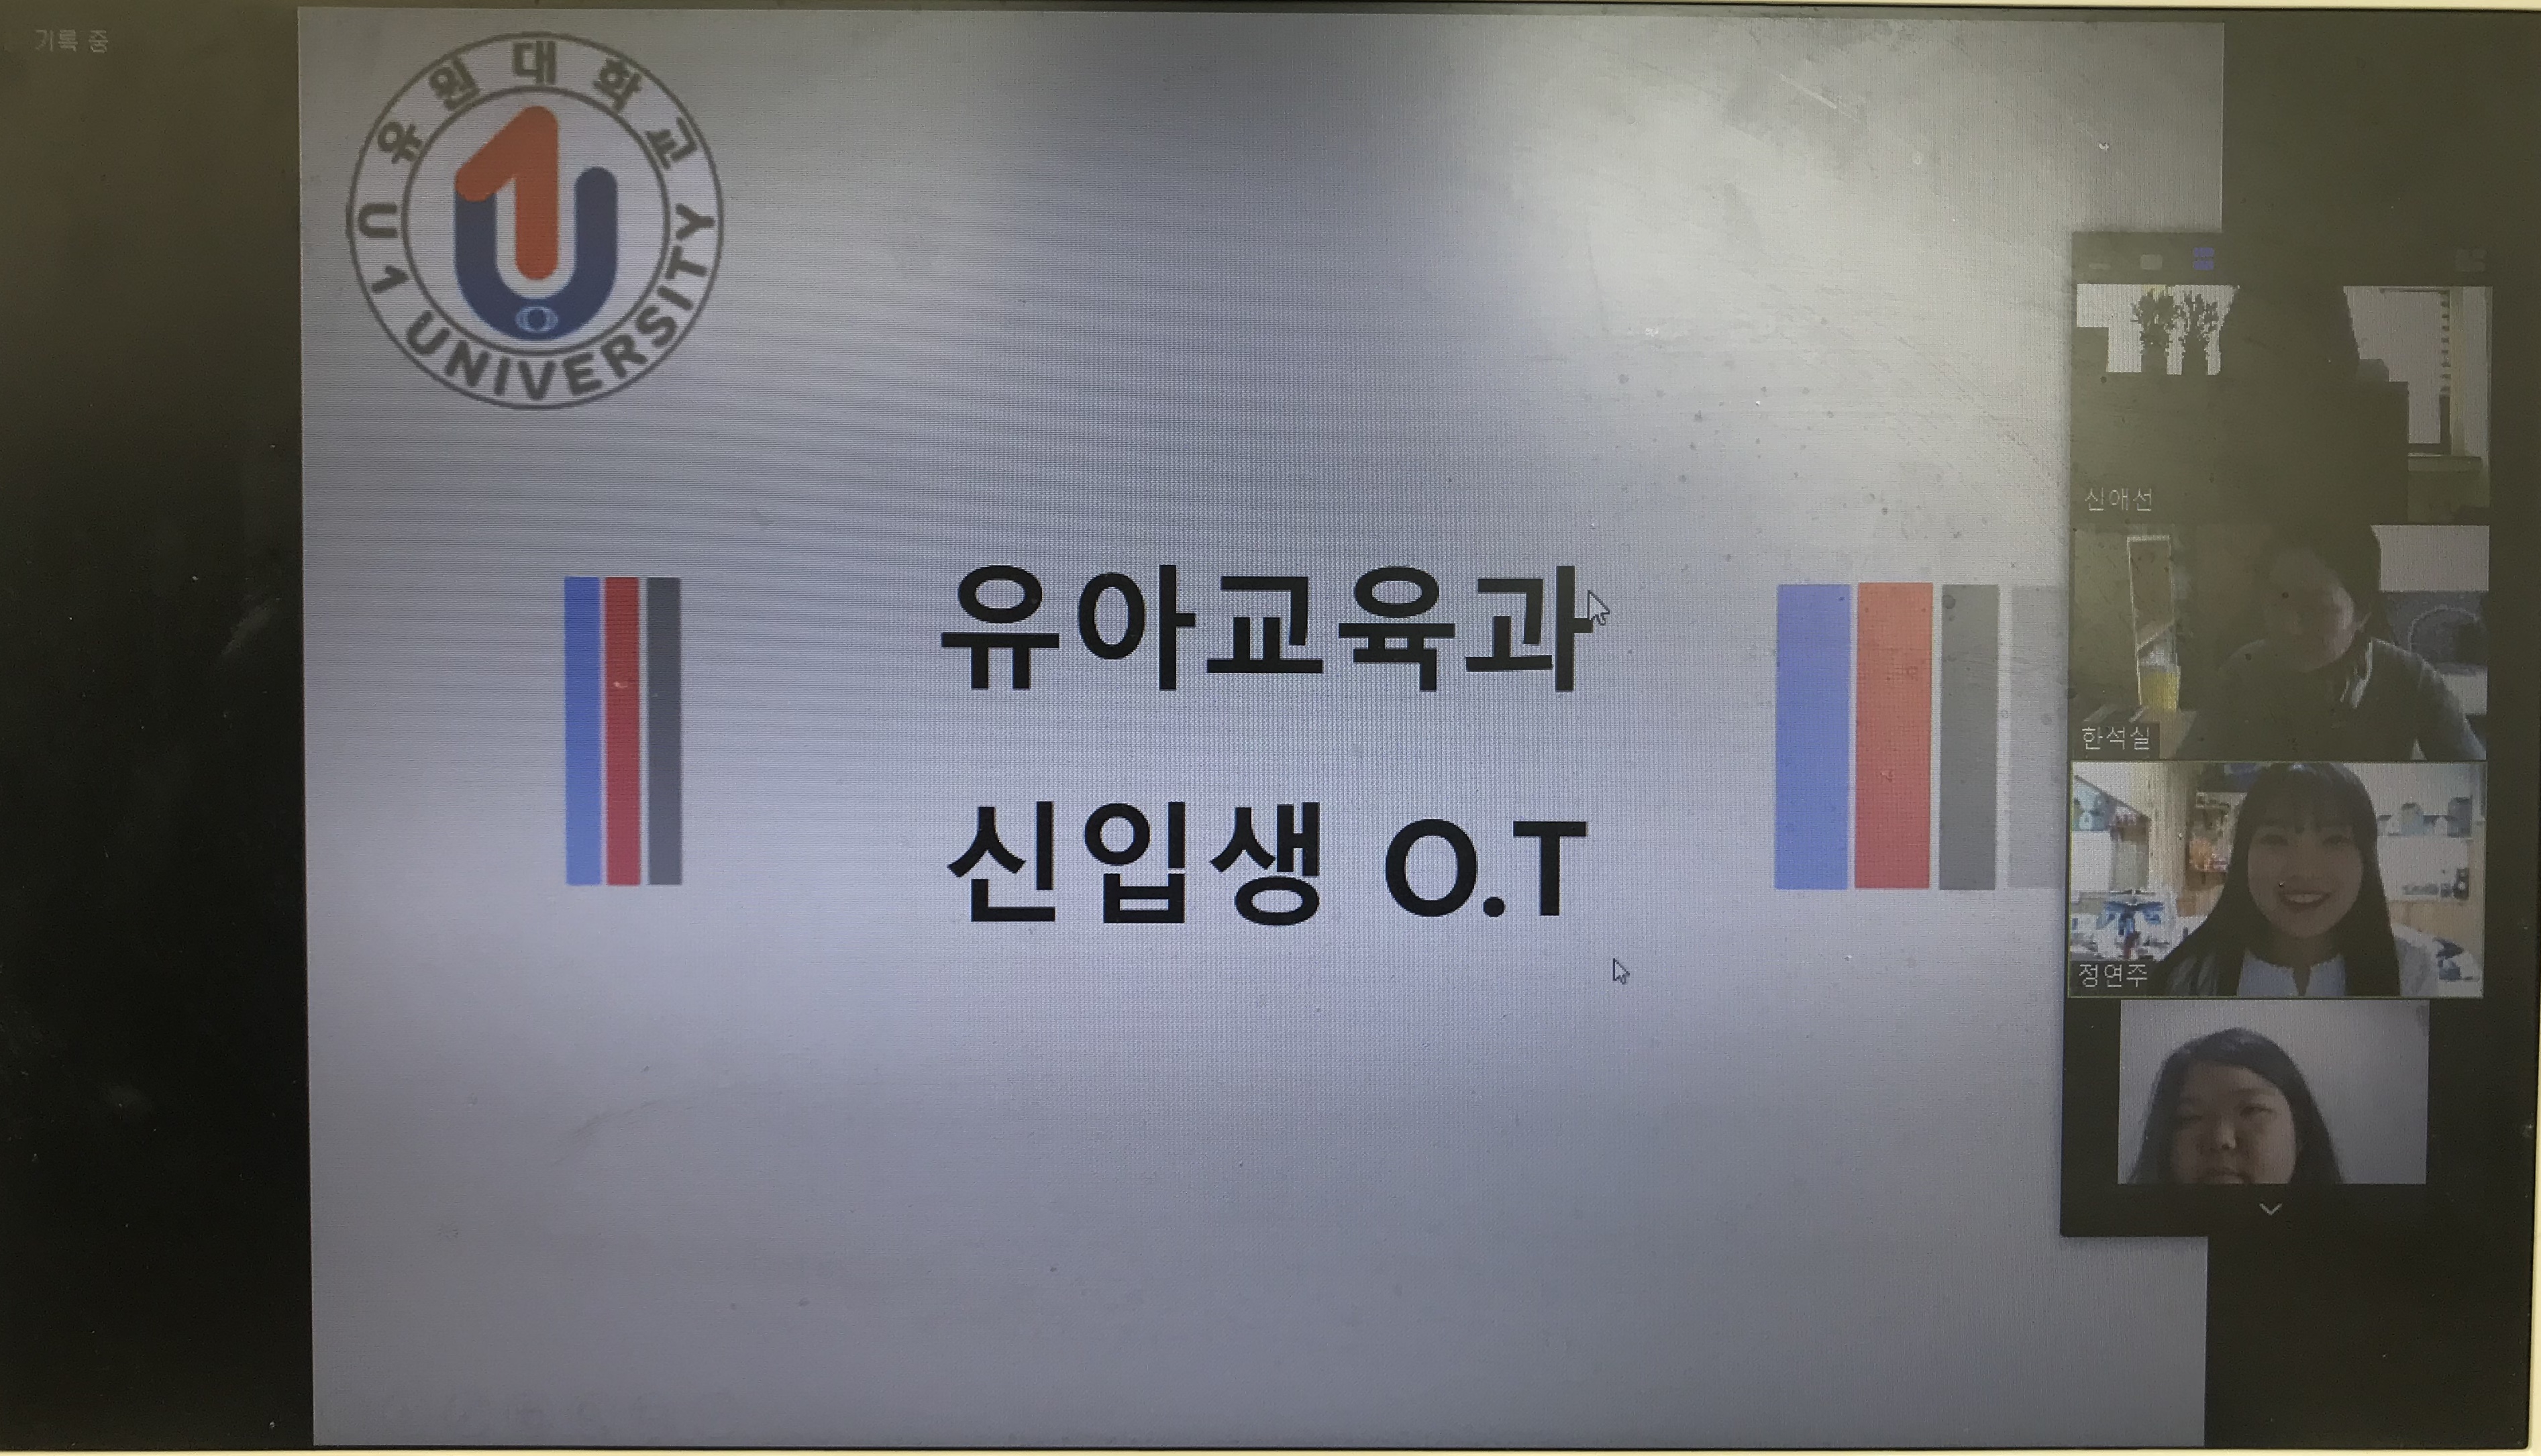 기록 중
유원대학교
U1 UNIVERSITY
유아교육과
신입생 O.T
신애선
한석실
정연주